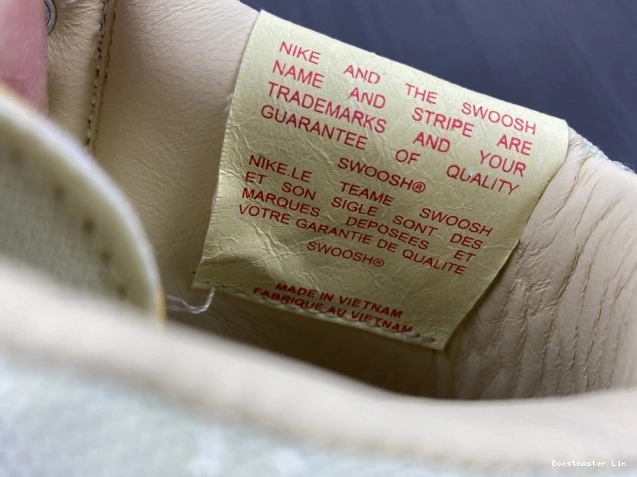 NIKE AND THE SWOOSH
NAME AND STRIPE ARE
TRADEMARKS AND YOUR
GUARANTEE OF QUALITY
SWOOSH®
NIKE.LE TEAME SWOOSH
ET SON SIGLE SONT DES
MARQUES DEPOSEES ET
VOTRE GARANTIE DE QUALITE
SWOOSH®
MADE IN VIETNAM
FABRIQUE AU VIETNAM
Boostmaster Lin